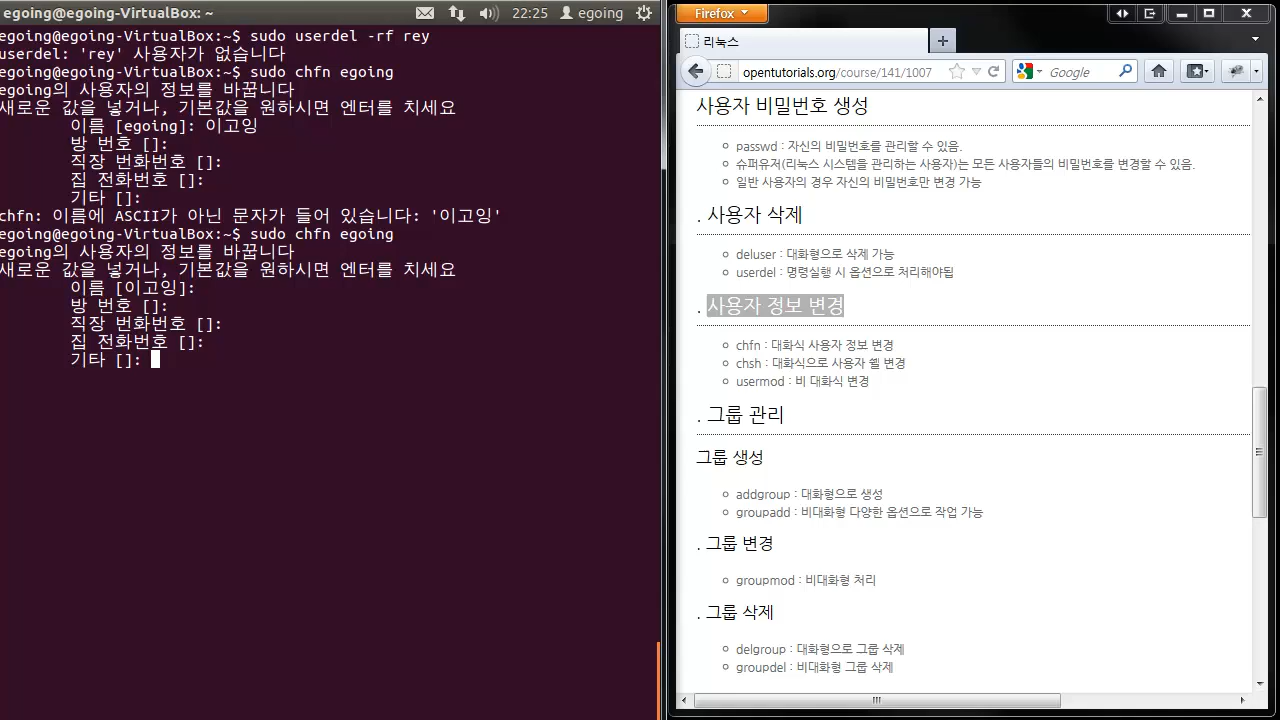 egoing@egoing-VirtualBox: ~
22:25
egoing
egoing@egoing-VirtualBox:~$ sudo userdel -rf rey
userdel: 'rey' 사용자가 없습니다
egoing@egoing-VirtualBox:~$ sudo chfn egoing
egoing의 사용자의 정보를 바꿉니다
새로운 값을 넣거나, 기본값을 원하시면 엔터를 치세요
이름 [egoing]: 이고잉
방 번호 []:
직장 번화번호 []:
집 전화번호 []:
기타 []:
chfn: 이름에 ASCII가 아닌 문자가 들어 있습니다: '이고잉'
egoing@egoing-VirtualBox:~$ sudo chfn egoing
egoing의 사용자의 정보를 바꿉니다
새로운 값을 넣거나, 기본값을 원하시면 엔터를 치세요
이름 [이고잉]:
방 번호 []:
직장 번화번호 []:
집 전화번호 []:
기타 []:
Firefox
리눅스
opentutorials.org/course/141/1007
Google
사용자 비밀번호 생성
passwd : 자신의 비밀번호를 관리할 수 있음.
슈퍼유저(리눅스 시스템을 관리하는 사용자)는 모든 사용자들의 비밀번호를 변경할 수 있음.
일반 사용자의 경우 자신의 비밀번호만 변경 가능
. 사용자 삭제
deluser : 대화형으로 삭제 가능
userdel : 명령실행 시 옵션으로 처리해야됩
. 사용자 정보 변경
chfn : 대화식 사용자 정보 변경
chsh : 대화식으로 사용자 쉘 변경
usermod : 비 대화식 변경
. 그룹 관리
그룹 생성
addgroup : 대화형으로 생성
groupadd : 비대화형 다양한 옵션으로 작업 가능
. 그룹 변경
groupmod : 비대화형 처리
. 그룹 삭제
delgroup : 대화형으로 그룹 삭제
groupdel : 비대화형 그룹 삭제